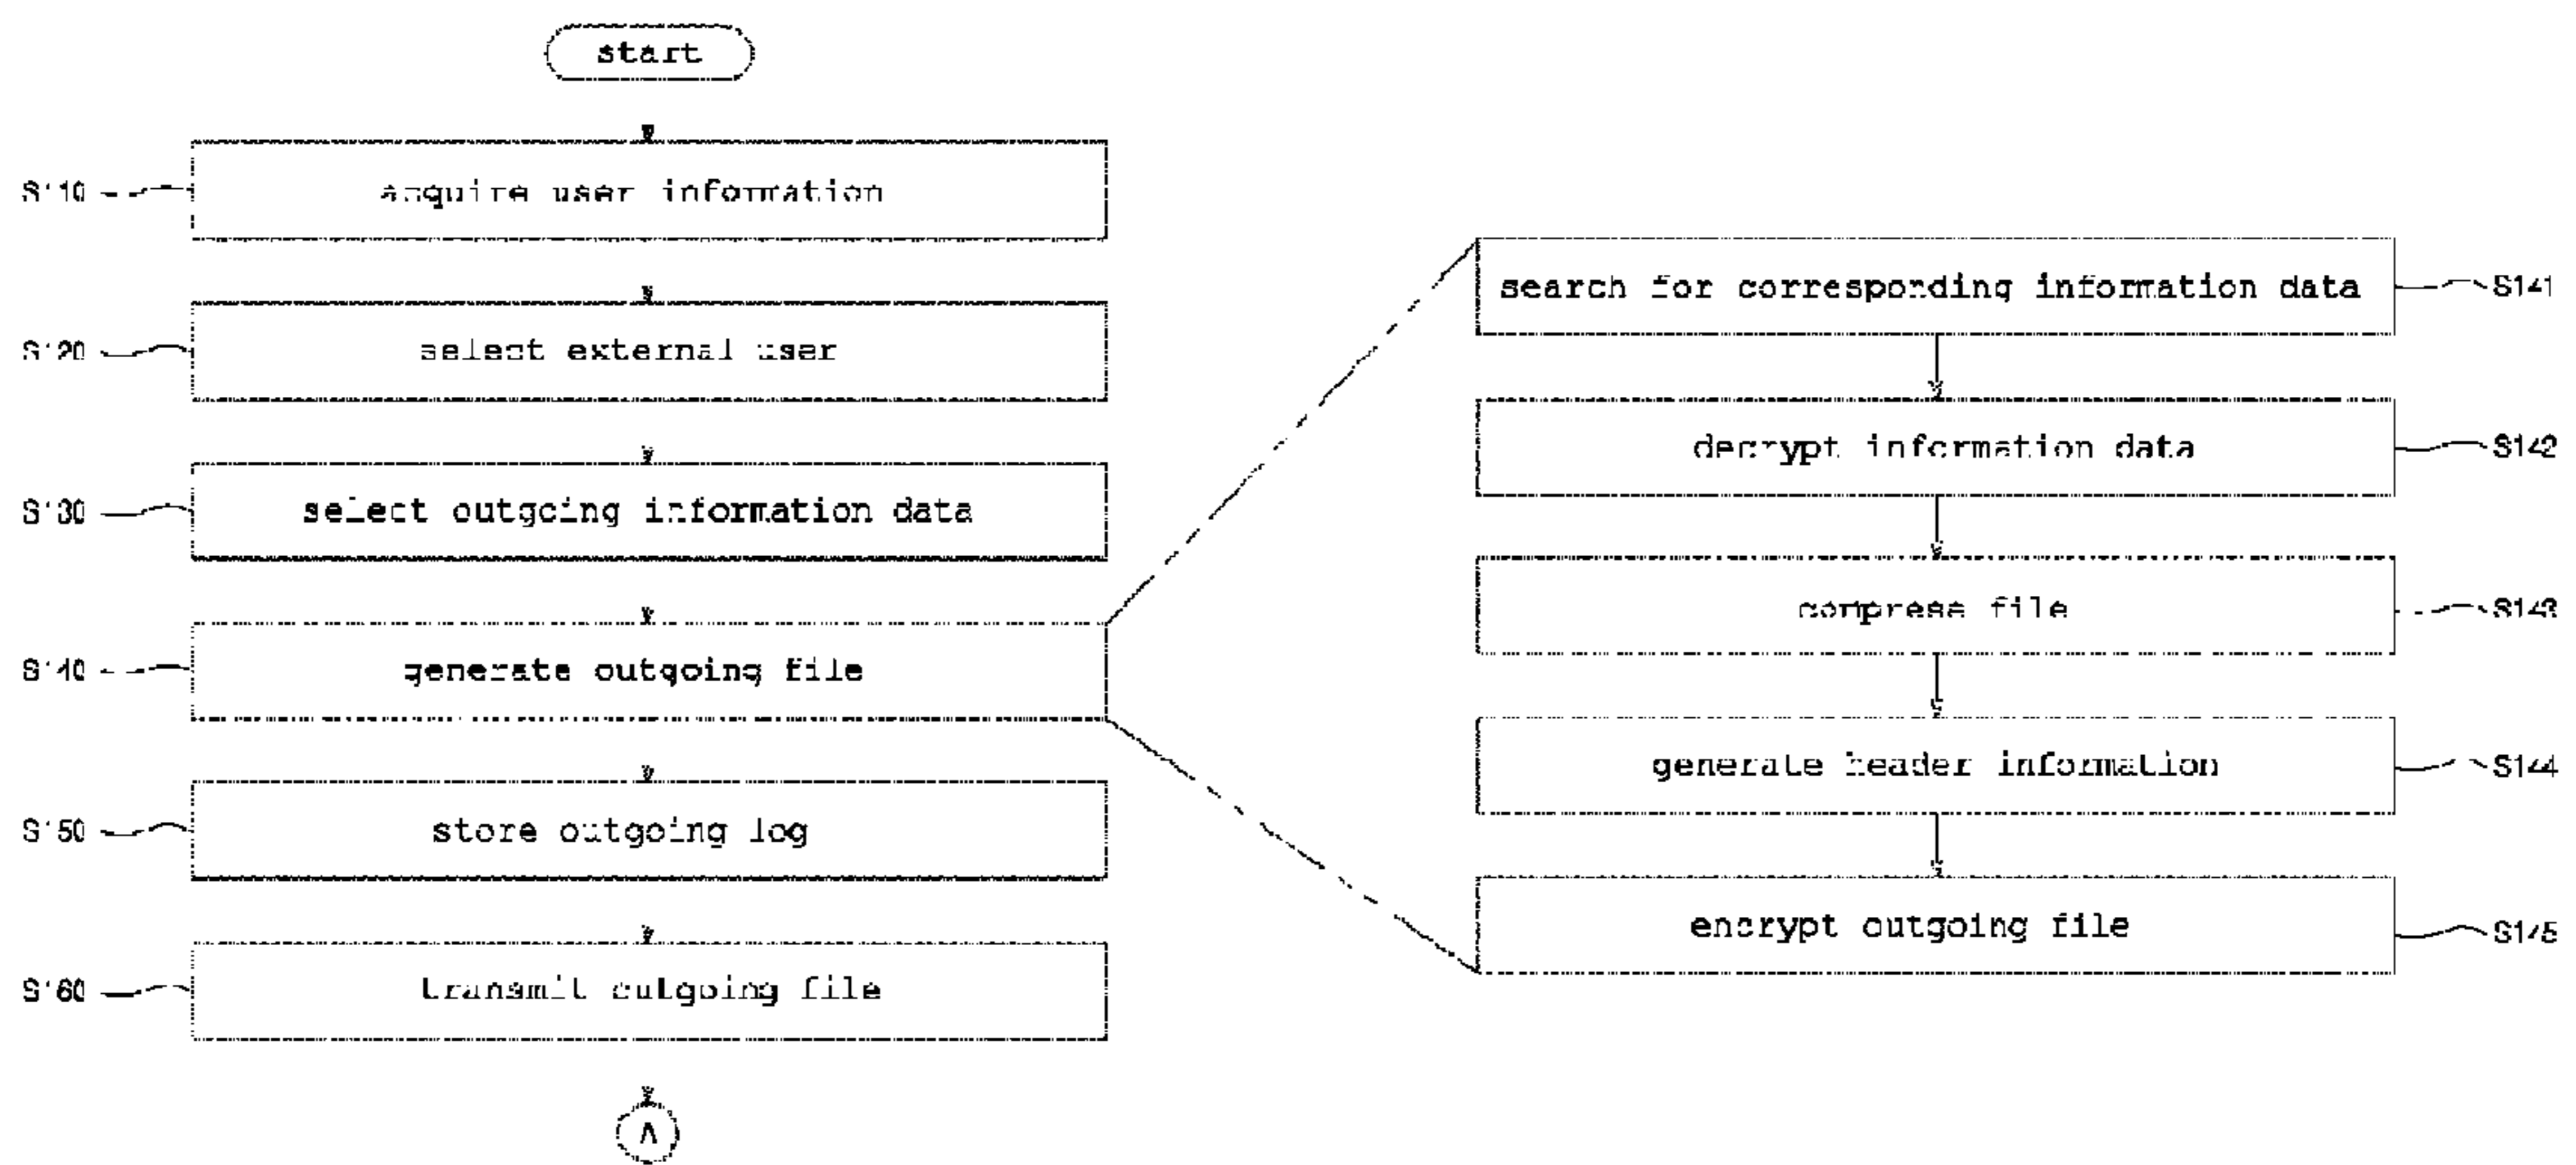 start
S110
acquire user information
S120
select external user
S130
select outgoing information data
S140
generate outgoing file
S150
store outgoing log
S160
transmit outgoing file
A
search for corresponding information data
S141
decrypt information data
S142
compress file
S143
generate header information
S144
encrypt outgoing file
S145